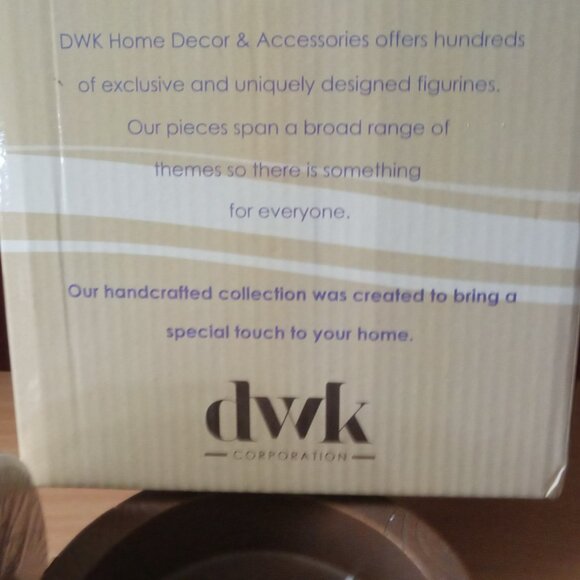 DWK Home Decor & Accessories offers hundreds
of exclusive and uniquely designed figurines.
Our pieces span a broad range of
themes so there is something
for everyone.
Our handcrafted collection was created to bring a
special touch to your home.
dwk
CORPORATION